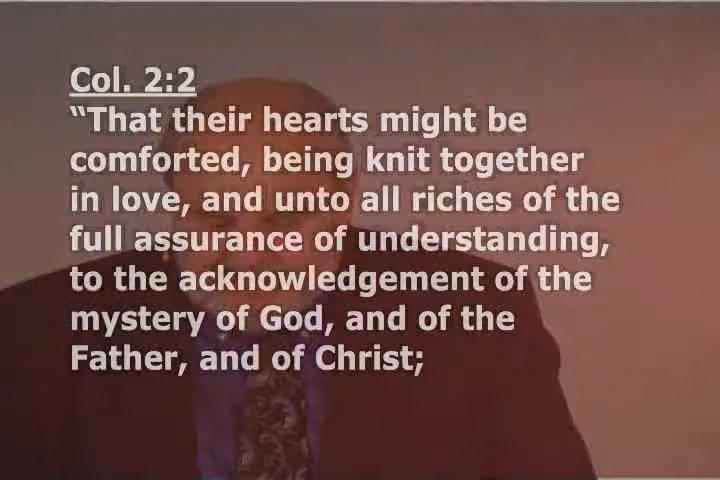 Col. 2:2
“That their hearts might be
comforted, being knit together
in love, and unto all riches of the
full assurance of understanding,
to the acknowledgement of the
mystery of God, and of the
Father, and of Christ;